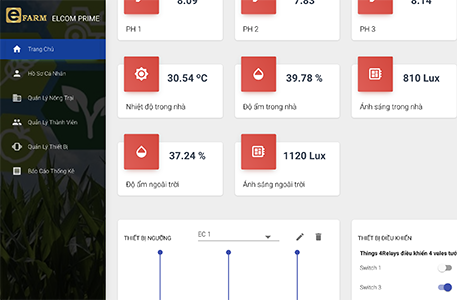 e
FARM ELCOM PRIME
Trang Chủ
Hồ Sơ Cá Nhân
Quản Lý Nông Trại
Quản Lý Thành Viên
Quản Lý Thiết Bị
Báo Cáo Thống Kê
8.09
PH 1
7.83
PH 2
8.14
PH 3
30.54 °C
Nhiệt độ trong nhà
39.78 %
Độ ẩm trong nhà
810 Lux
Ánh sáng trong nhà
37.24 %
Độ ẩm ngoài trời
1120 Lux
Ánh sáng ngoài trời
THIẾT BỊ NGƯỠNG
EC 1
THIẾT BỊ ĐIỀU KHIỂN
Things 4Relays điều khiển 4 vales tướ
Switch 1
Switch 3